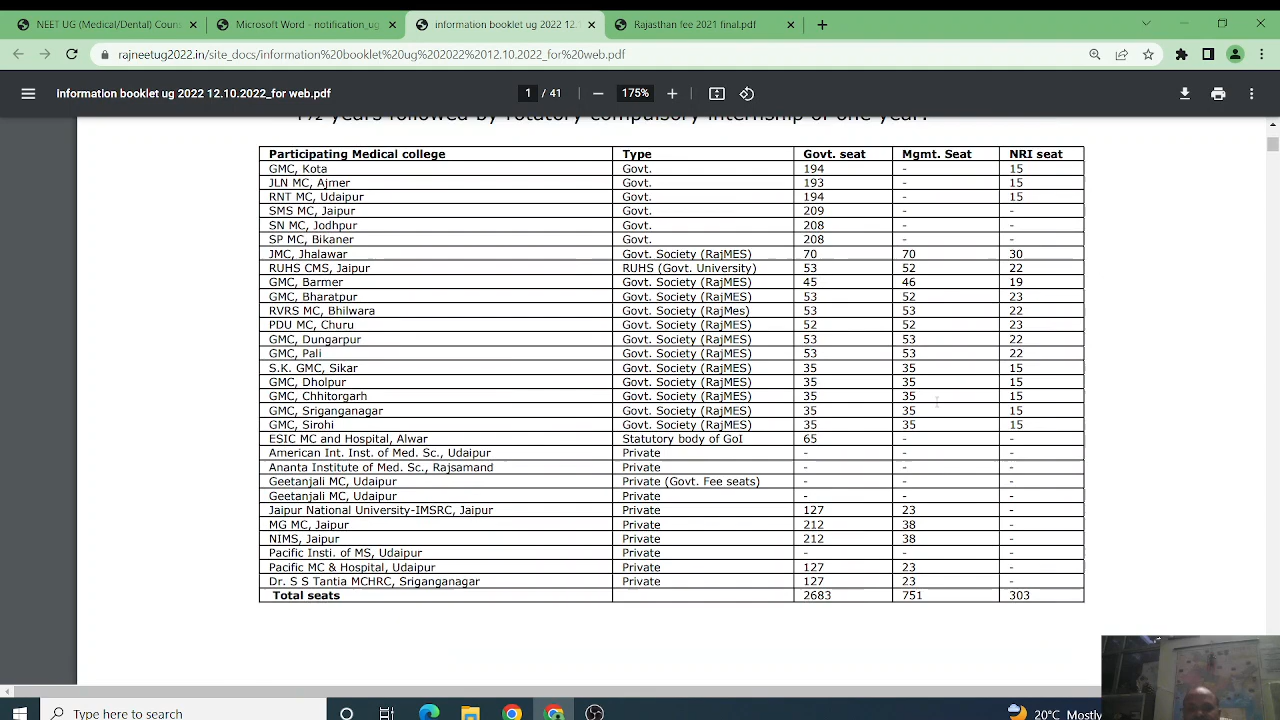 NEET UG (Medical/Dental) Couns
Microsoft Word - notification_ug
information booklet ug 2022 12.1
Rajasthan fee 2021 final.pdf
rajneetug2022.in/site_docs/information%20booklet%20ug%202022%2012.10.2022_for%20web.pdf
Information booklet ug 2022 12.10.2022_for web.pdf
1 / 41
175%
4½ years followed by rotatory compulsory internship of one year.
Participating Medical college Type Govt. seat Mgmt. Seat NRI seat
GMC, Kota Govt. 194 - 15
JLN MC, Ajmer Govt. 193 - 15
RNT MC, Udaipur Govt. 194 - 15
SMS MC, Jaipur Govt. 209 - -
SN MC, Jodhpur Govt. 208 - -
SP MC, Bikaner Govt. 208 - -
JMC, Jhalawar Govt. Society (RajMES) 70 70 30
RUHS CMS, Jaipur RUHS (Govt. University) 53 52 22
GMC, Barmer Govt. Society (RajMES) 45 46 19
GMC, Bharatpur Govt. Society (RajMES) 53 52 23
RVRS MC, Bhilwara Govt. Society (RajMes) 53 53 22
PDU MC, Churu Govt. Society (RajMES) 52 52 23
GMC, Dungarpur Govt. Society (RajMES) 53 53 22
GMC, Pali Govt. Society (RajMES) 53 53 22
S.K. GMC, Sikar Govt. Society (RajMES) 35 35 15
GMC, Dholpur Govt. Society (RajMES) 35 35 15
GMC, Chhitorgarh Govt. Society (RajMES) 35 35 15
GMC, Sriganganagar Govt. Society (RajMES) 35 35 15
GMC, Sirohi Govt. Society (RajMES) 35 35 15
ESIC MC and Hospital, Alwar Statutory body of GoI 65 - -
American Int. Inst. of Med. Sc., Udaipur Private - - -
Ananta Institute of Med. Sc., Rajsamand Private - - -
Geetanjali MC, Udaipur Private (Govt. Fee seats) - - -
Geetanjali MC, Udaipur Private - - -
Jaipur National University-IMSRC, Jaipur Private 127 23 -
MG MC, Jaipur Private 212 38 -
NIMS, Jaipur Private 212 38 -
Pacific Insti. of MS, Udaipur Private - - -
Pacific MC & Hospital, Udaipur Private 127 23 -
Dr. S S Tantia MCHRC, Sriganganagar Private 127 23 -
Total seats 2683 751 303
Type here to search
20°C Mostly